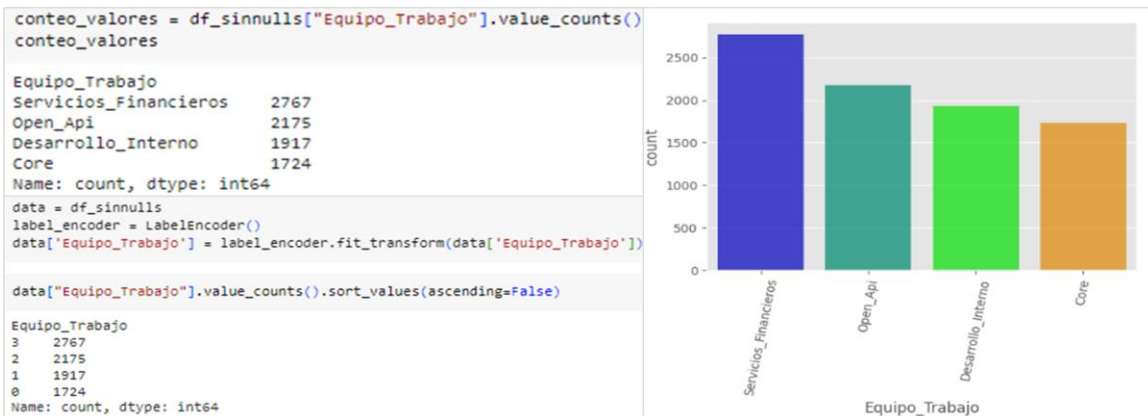 conteo_valores = df_sinnulls["Equipo_Trabajo"].value_counts()
conteo_valores
Equipo_Trabajo
Servicios_Financieros    2767
Open_Api    2175
Desarrollo_Interno    1917
Core    1724
Name: count, dtype: int64
data = df_sinnulls
label_encoder = LabelEncoder()
data['Equipo_Trabajo'] = label_encoder.fit_transform(data['Equipo_Trabajo'])
data["Equipo_Trabajo"].value_counts().sort_values(ascending=False)
Equipo_Trabajo
3    2767
2    2175
1    1917
0    1724
Name: count, dtype: int64
count
2500
2000
1500
1000
500
0
Servicios_Financieros
Open_Api
Desarrollo_Interno
Core
Equipo_Trabajo